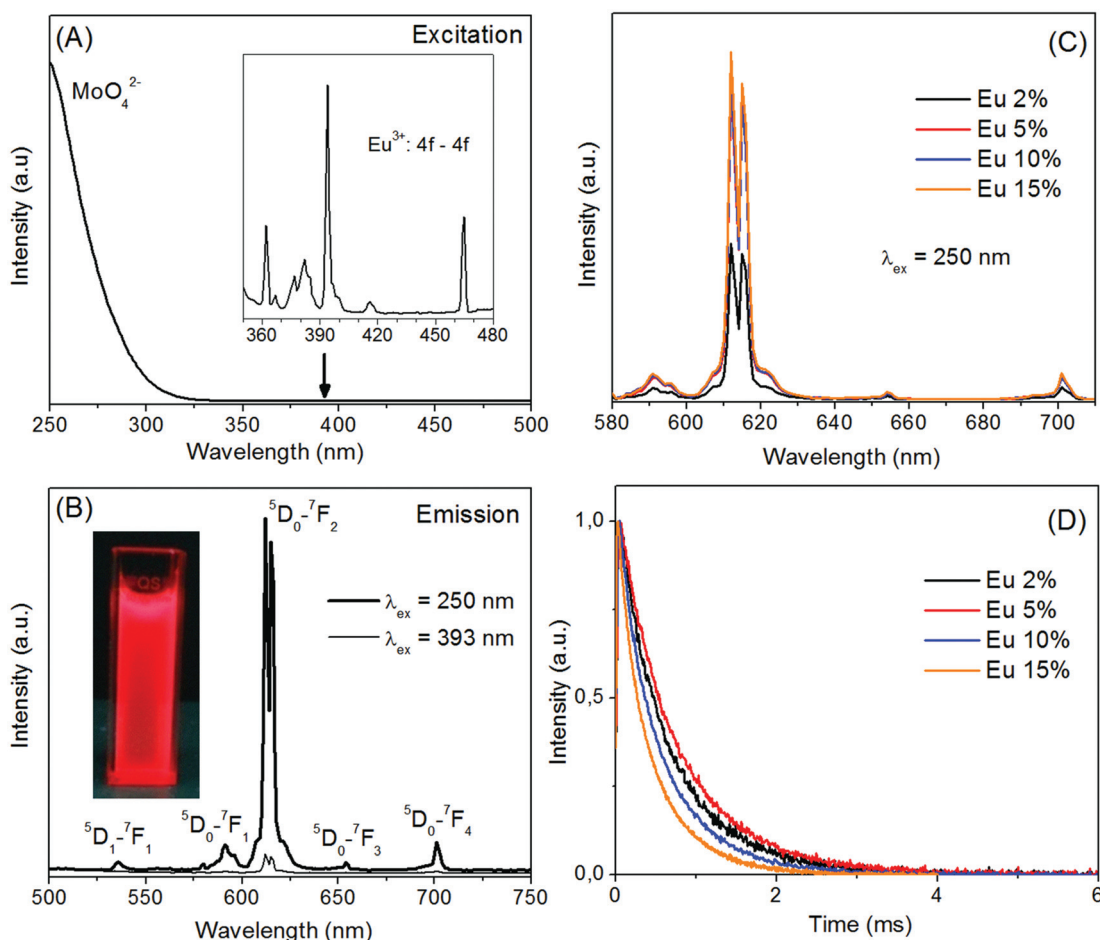 (A)
Excitation
MoO₄²⁻
Eu³⁺: 4f - 4f
Intensity (a.u)
360 390 420 450 480
250 300 350 400 450 500
Wavelength (nm)
(C)
Eu 2%
Eu 5%
Eu 10%
Eu 15%
λex = 250 nm
Intensity (a.u.)
580 600 620 640 660 680 700
Wavelength (nm)
(B)
Emission
⁵D₀-⁷F₂
QS
λex = 250 nm
λex = 393 nm
Intensity (a.u.)
⁵D₁-⁷F₁
⁵D₀-⁷F₁
⁵D₀-⁷F₃
⁵D₀-⁷F₄
500 550 600 650 700 750
Wavelength (nm)
(D)
1,0
0,5
0,0
Eu 2%
Eu 5%
Eu 10%
Eu 15%
Intensity (a.u.)
0 2 4 6
Time (ms)